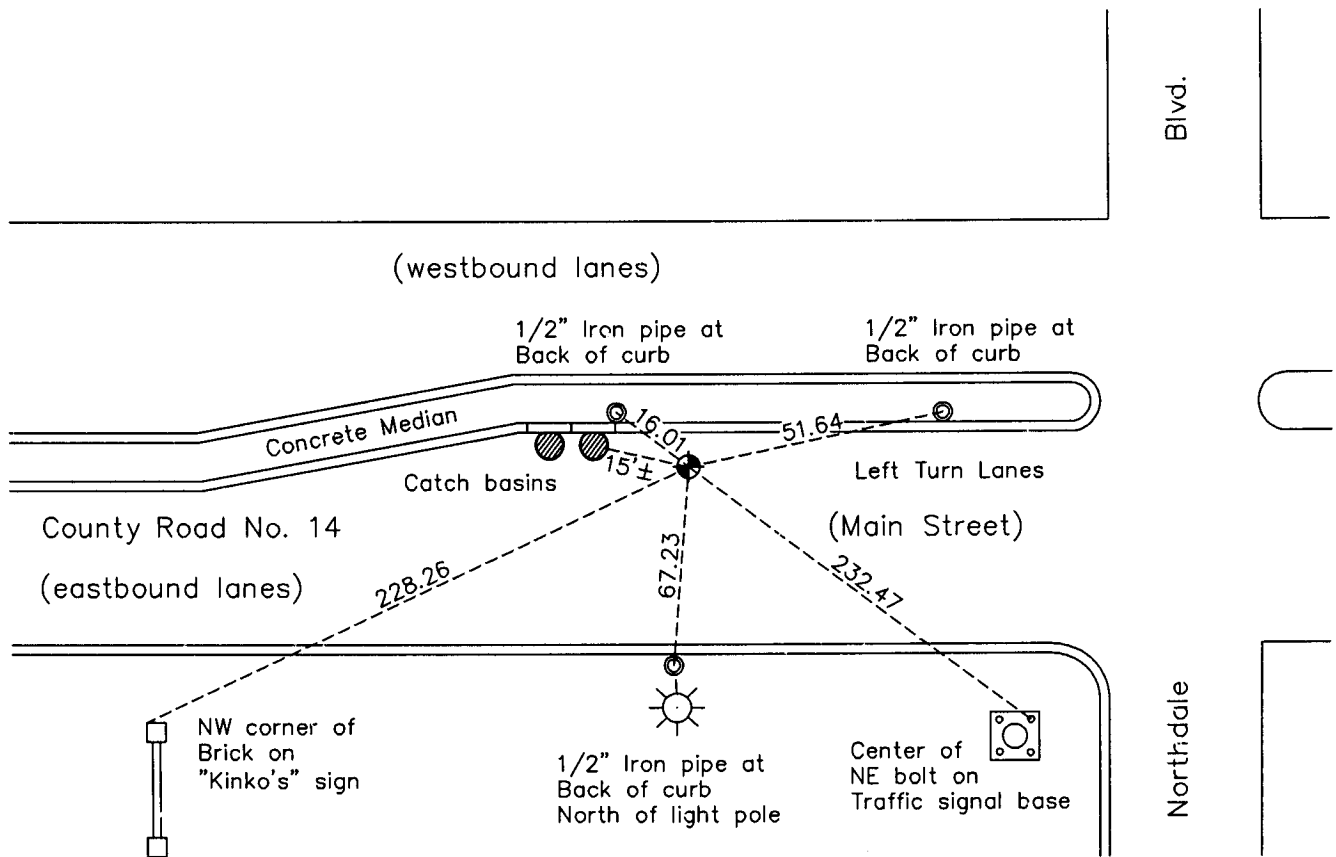 Blvd.
(westbound lanes)
1/2" Iron pipe at
Back of curb
1/2" Iron pipe at
Back of curb
Concrete Median
16.01
51.64
15'±
Catch basins
Left Turn Lanes
County Road No. 14
(Main Street)
(eastbound lanes)
228.26
67.23
232.47
NW corner of
Brick on
"Kinko's" sign
1/2" Iron pipe at
Back of curb
North of light pole
Center of
NE bolt on
Traffic signal base
Northdale